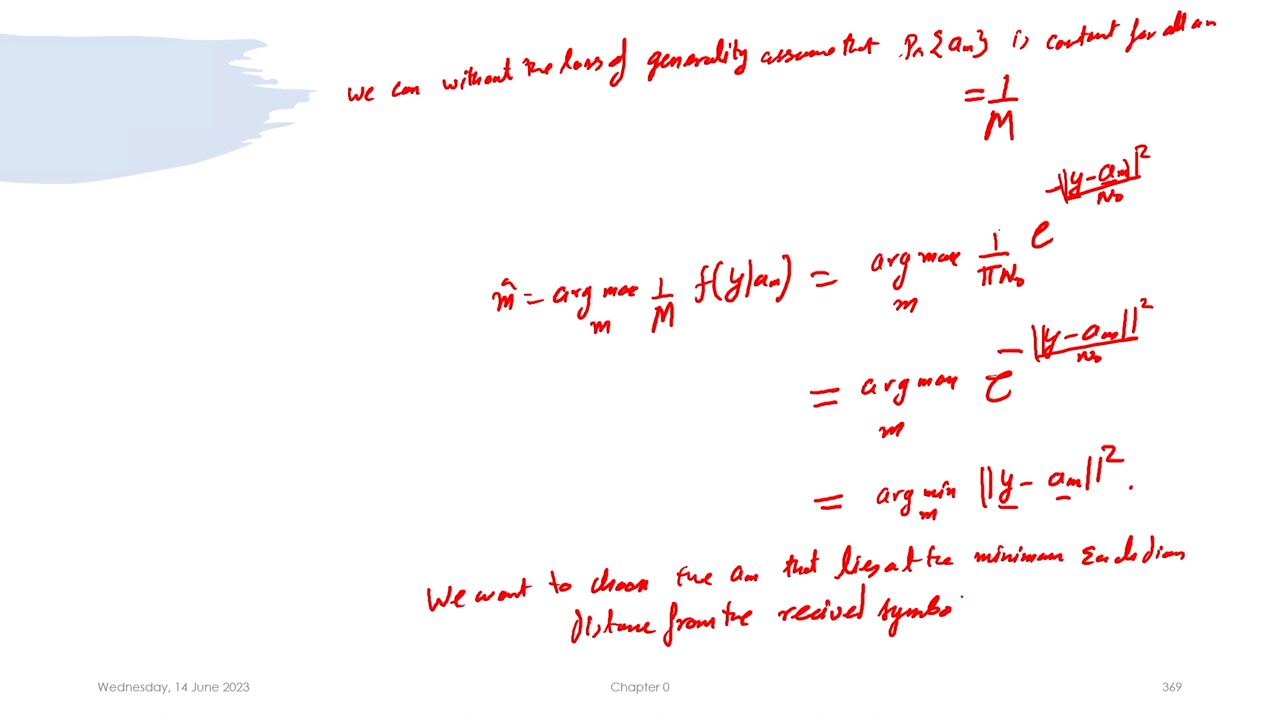 we can without the loss of generality assume that Pr{am} is constant for all am
= 1/M
m̂ = arg max_m 1/M f(y|am) = arg max_m 1/(πN₀) e^(-||y-am||²/N₀)
= arg max_m e^(-||y-am||²/N₀)
= arg min_m ||y - am||².
We want to choose the am that lies at the minimum Euclidian
distance from the recived symbo
Wednesday, 14 June 2023
Chapter 0
369